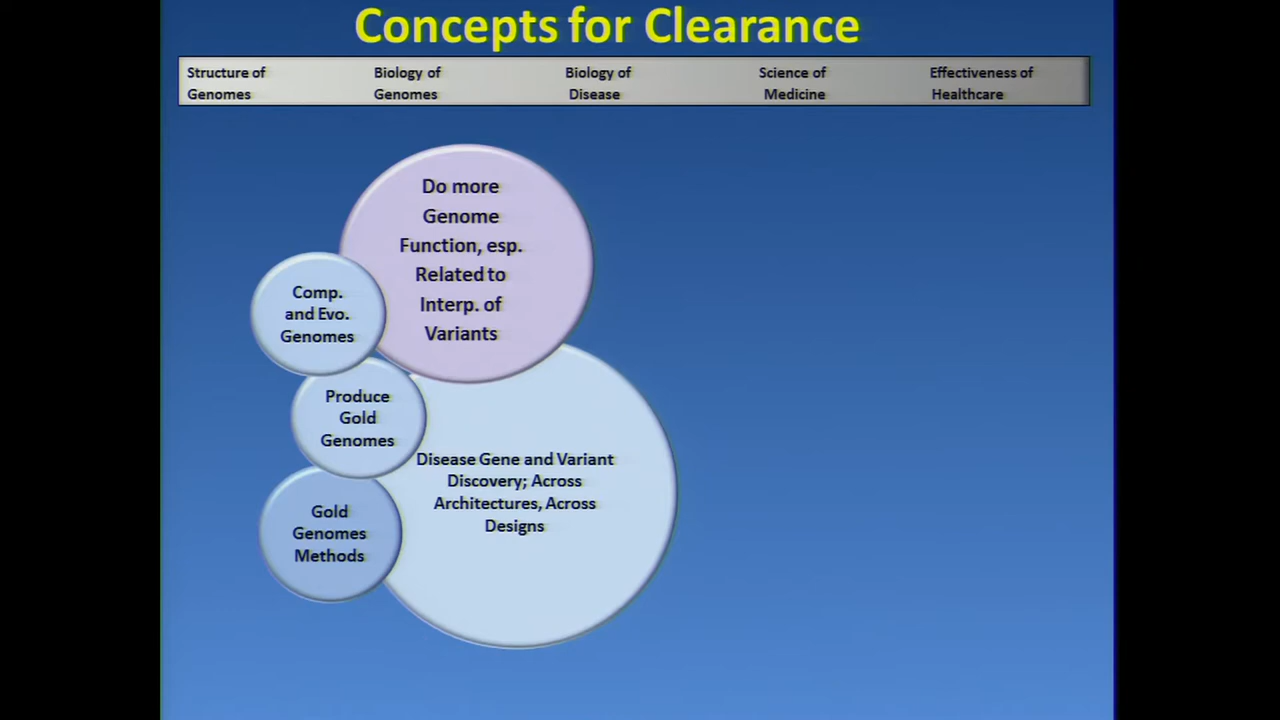 Concepts for Clearance
Structure of
Genomes
Biology of
Genomes
Biology of
Disease
Science of
Medicine
Effectiveness of
Healthcare
Do more
Genome
Function, esp.
Related to
Interp. of
Variants
Comp.
and Evo.
Genomes
Produce
Gold
Genomes
Disease Gene and Variant
Discovery; Across
Architectures, Across
Designs
Gold
Genomes
Methods